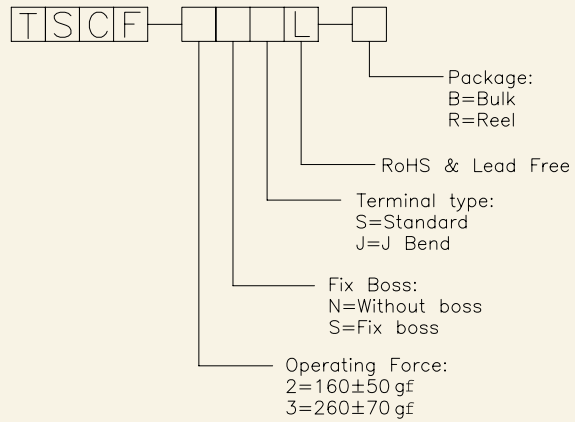 TSCF- L-
Package:
B=Bulk
R=Reel
RoHS & Lead Free
Terminal type:
S=Standard
J=J Bend
Fix Boss:
N=Without boss
S=Fix boss
Operating Force:
2=160±50 gf
3=260±70 gf